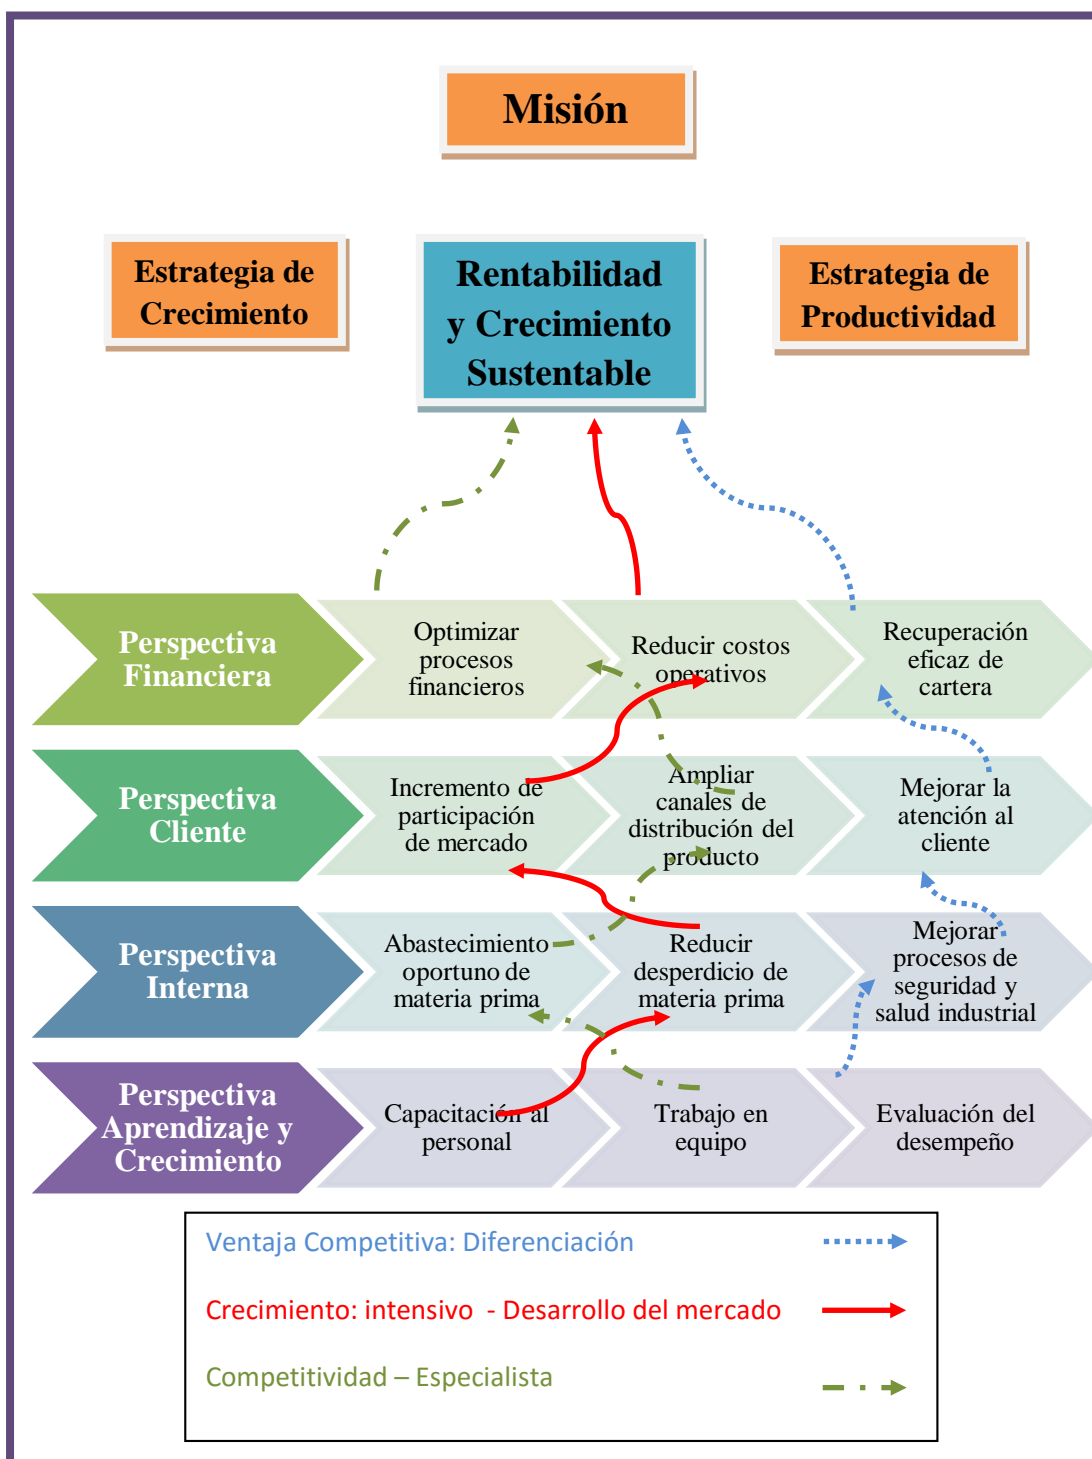 Misión
Estrategia de
Crecimiento
Rentabilidad
y Crecimiento
Sustentable
Estrategia de
Productividad
Perspectiva
Financiera
Optimizar
procesos
financieros
Reducir costos
operativos
Recuperación
eficaz de
cartera
Perspectiva
Cliente
Incremento de
participación
de mercado
Ampliar
canales de
distribución del
producto
Mejorar la
atención al
cliente
Perspectiva
Interna
Abastecimiento
oportuno de
materia prima
Reducir
desperdicio de
materia prima
Mejorar
procesos de
seguridad y
salud industrial
Perspectiva
Aprendizaje y
Crecimiento
Capacitación al
personal
Trabajo en
equipo
Evaluación del
desempeño
Ventaja Competitiva: Diferenciación
Crecimiento: intensivo - Desarrollo del mercado
Competitividad – Especialista